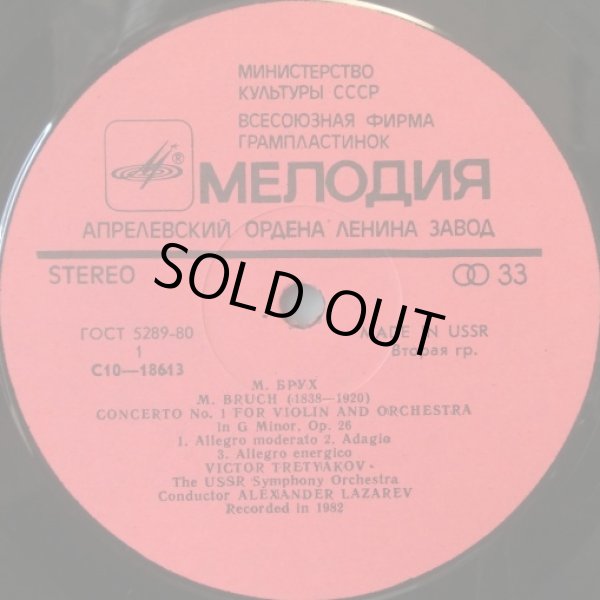 МИНИСТЕРСТВО
КУЛЬТУРЫ СССР
ВСЕСОЮЗНАЯ ФИРМА
ГРАМПЛАСТИНОК
®
МЕЛОДИЯ
АПРЕЛЕВСКИЙ ОРДЕНА ЛЕНИНА ЗАВОД
STEREO
33
SOLD OUT
ГОСТ 5289-80
MADE IN USSR
1
Вторая гр.
С10—18613
М. БРУХ
M. BRUCH (1838—1920)
CONCERTO No. 1 FOR VIOLIN AND ORCHESTRA
in G Minor, Op. 26
1. Allegro moderato 2. Adagio
3. Allegro energico
VICTOR TRETYAKOV
The USSR Symphony Orchestra
Conductor ALEXANDER LAZAREV
Recorded in 1982